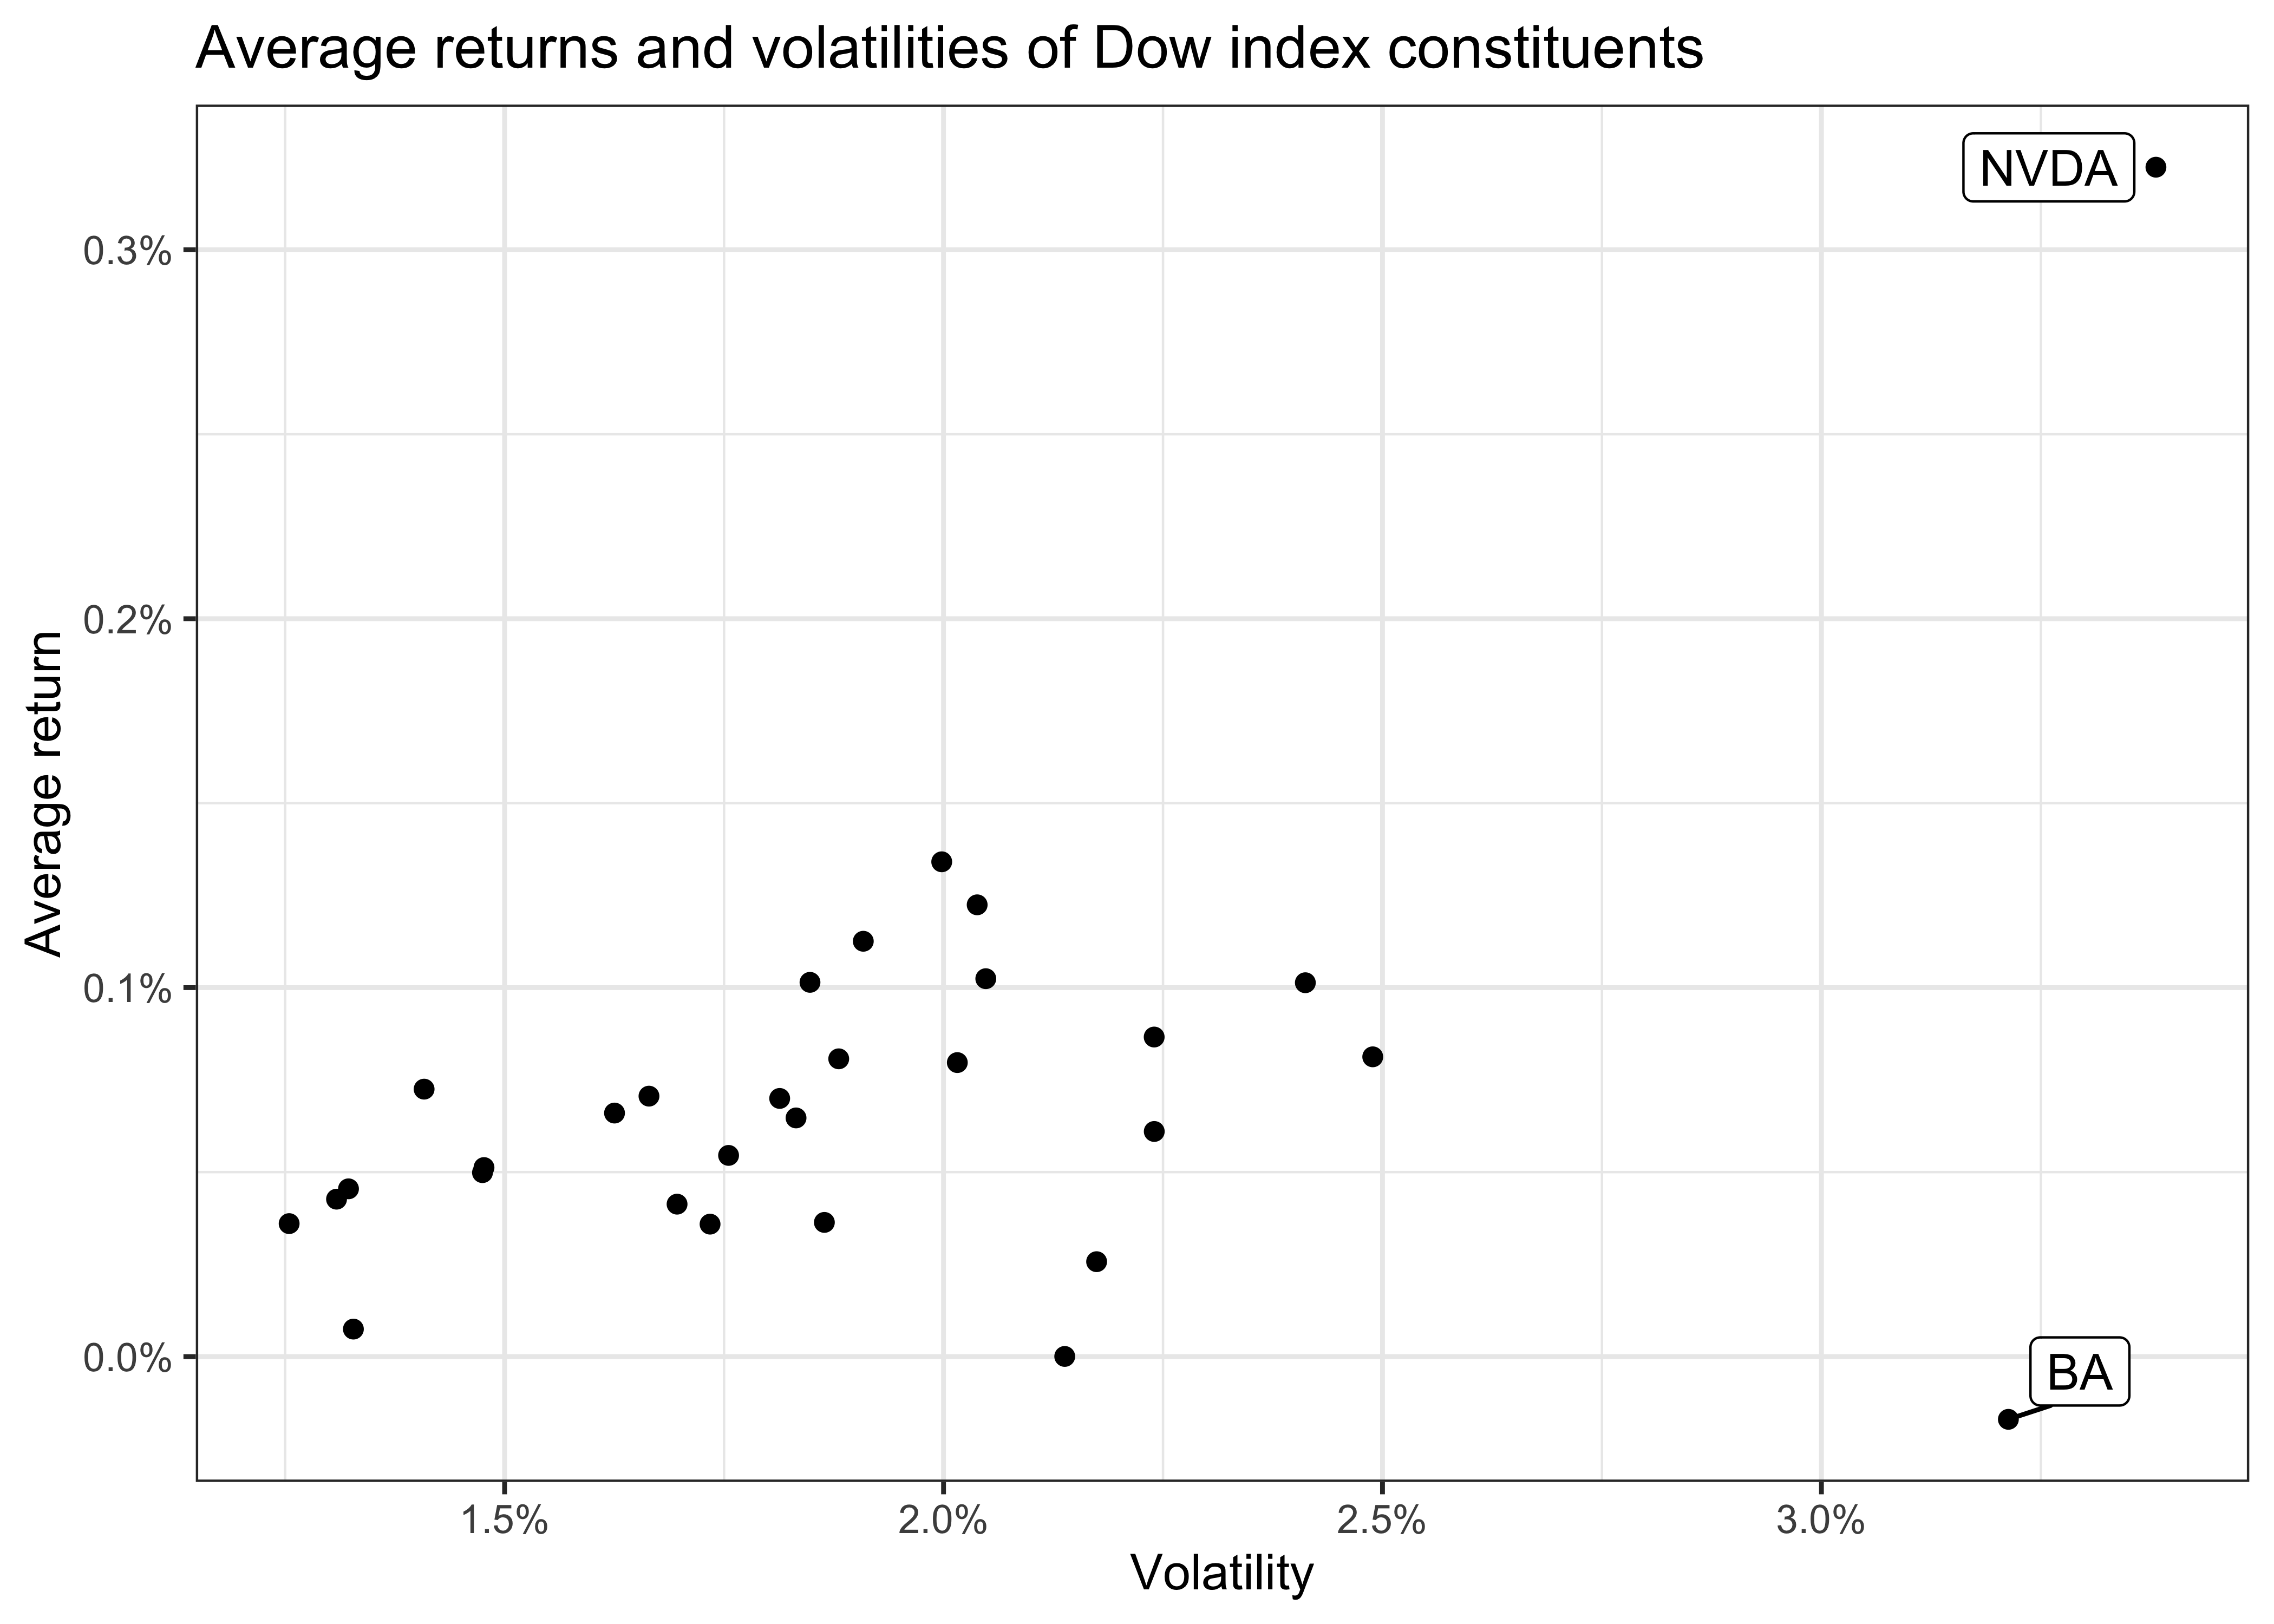 Average returns and volatilities of Dow index constituents
NVDA
0.3%
0.2%
Average return
0.1%
0.0%
BA
1.5%
2.0%
2.5%
3.0%
Volatility